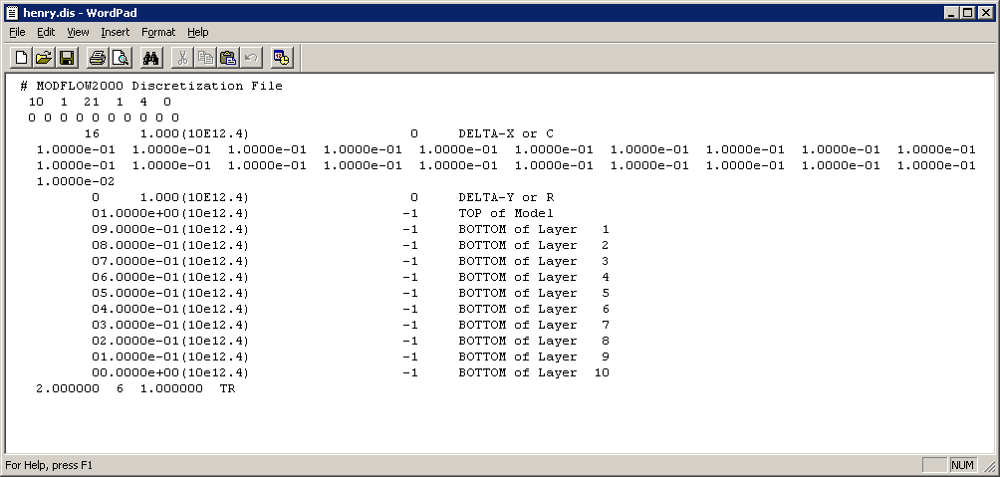 henry.dis - WordPad
File Edit View Insert Format Help
# MODFLOW2000 Discretization File
10 1 21 1 4 0
0 0 0 0 0 0 0 0 0 0
16 1.000(10E12.4) 0 DELTA-X or C
1.0000e-01 1.0000e-01 1.0000e-01 1.0000e-01 1.0000e-01 1.0000e-01 1.0000e-01 1.0000e-01 1.0000e-01 1.0000e-01
1.0000e-01 1.0000e-01 1.0000e-01 1.0000e-01 1.0000e-01 1.0000e-01 1.0000e-01 1.0000e-01 1.0000e-01 1.0000e-01
1.0000e-02
0 1.000(10E12.4) 0 DELTA-Y or R
01.0000e+00(10e12.4) -1 TOP of Model
09.0000e-01(10e12.4) -1 BOTTOM of Layer 1
08.0000e-01(10e12.4) -1 BOTTOM of Layer 2
07.0000e-01(10e12.4) -1 BOTTOM of Layer 3
06.0000e-01(10e12.4) -1 BOTTOM of Layer 4
05.0000e-01(10e12.4) -1 BOTTOM of Layer 5
04.0000e-01(10e12.4) -1 BOTTOM of Layer 6
03.0000e-01(10e12.4) -1 BOTTOM of Layer 7
02.0000e-01(10e12.4) -1 BOTTOM of Layer 8
01.0000e-01(10e12.4) -1 BOTTOM of Layer 9
00.0000e+00(10e12.4) -1 BOTTOM of Layer 10
2.000000 6 1.000000 TR
For Help, press F1
NUM